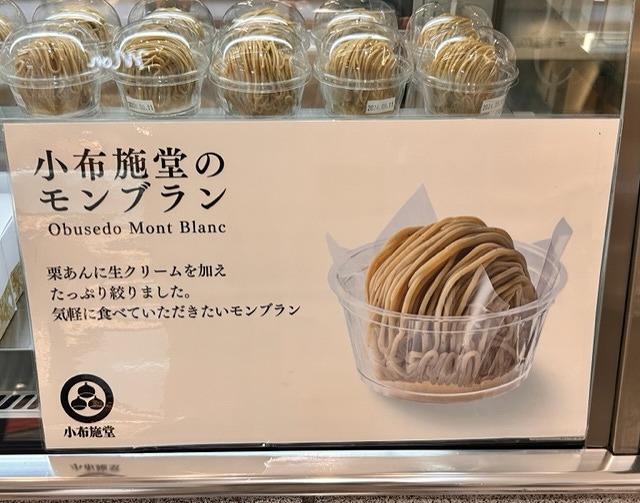 小布施堂の
モンブラン
Obusedo Mont Blanc
栗あんに生クリームを加え
たっぷり絞りました。
気軽に食べていただきたいモンブラン
小布施堂